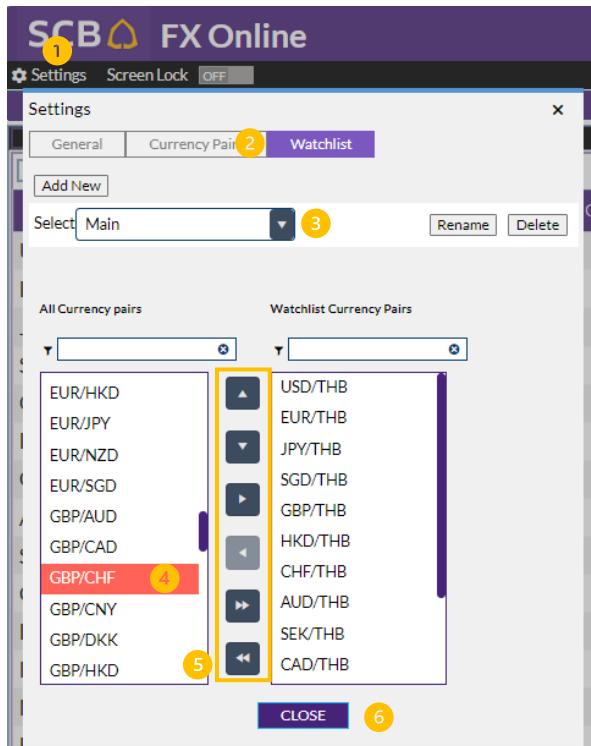 SCB FX Online
1
Settings Screen Lock OFF
Settings ×
General Currency Pair 2 Watchlist
Add New
Select Main 3 Rename Delete
All Currency pairs Watchlist Currency Pairs
EUR/HKD USD/THB
EUR/JPY EUR/THB
EUR/NZD JPY/THB
EUR/SGD SGD/THB
GBP/AUD GBP/THB
GBP/CAD HKD/THB
GBP/CHF 4 CHF/THB
GBP/CNY AUD/THB
GBP/DKK SEK/THB
GBP/HKD 5 CAD/THB
CLOSE 6